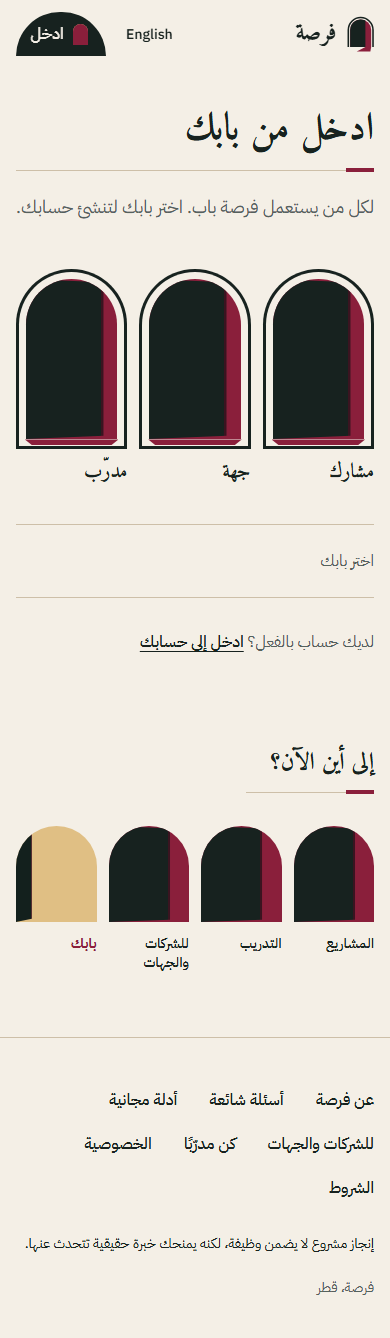 فرصة
English
ادخل
ادخل من بابك
لكل من يستعمل فرصة باب. اختر بابك لتنشئ حسابك.
مشارك
جهة
مدرّب
اختر بابك
لديك حساب بالفعل؟ ادخل إلى حسابك
إلى أين الآن؟
المشاريع
التدريب
للشركات
والجهات
بابك
عن فرصة أسئلة شائعة أدلة مجانية
للشركات والجهات كن مدرّبًا الخصوصية
الشروط
إنجاز مشروع لا يضمن وظيفة، لكنه يمنحك خبرة حقيقية تتحدث عنها.
فرصة، قطر